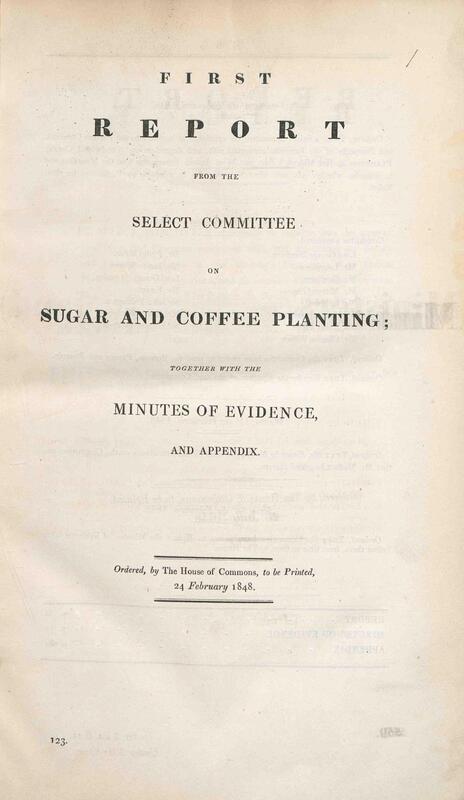 FIRST
REPORT
FROM THE
SELECT COMMITTEE
ON
SUGAR AND COFFEE PLANTING;
TOGETHER WITH THE
MINUTES OF EVIDENCE,
AND APPENDIX.
Ordered, by The House of Commons, to be Printed,
24 February 1848.
123.